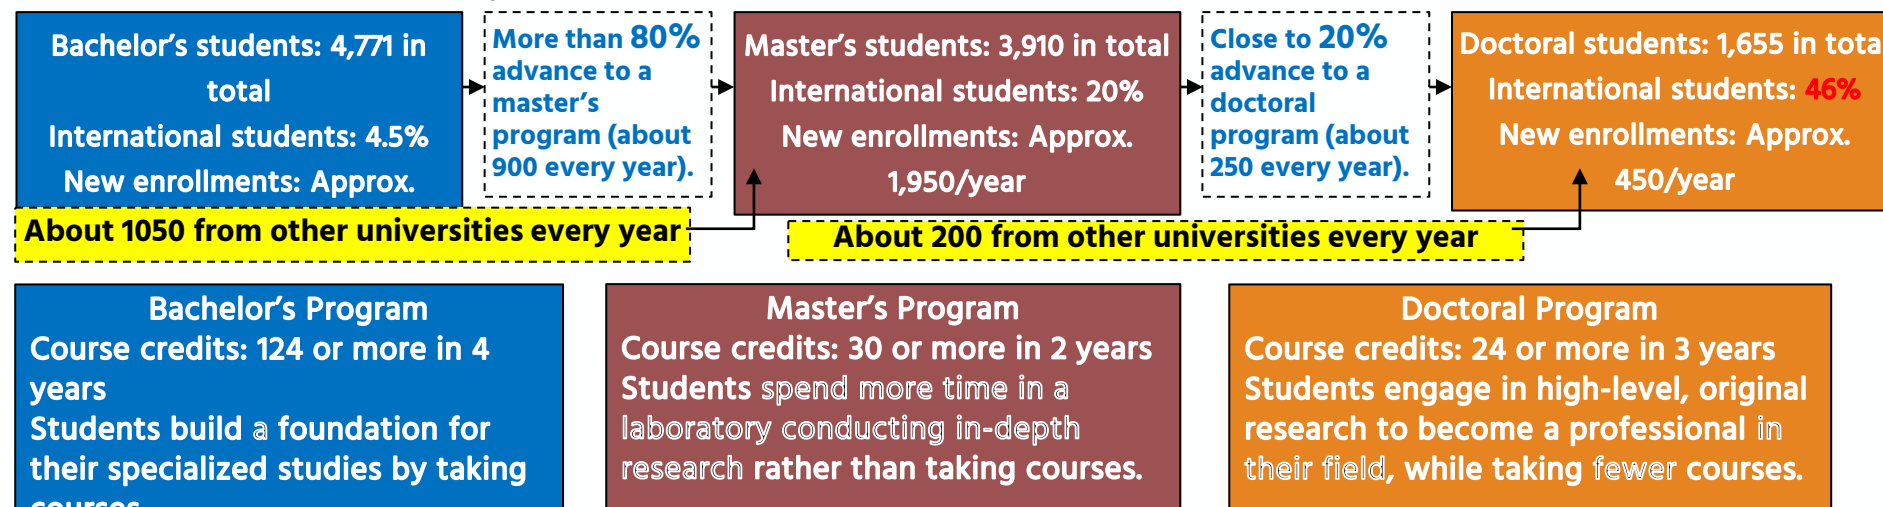 Bachelor's students: 4,771 in
total
International students: 4.5%
New enrollments: Approx.
More than 80%
advance to a
master's
program (about
900 every year).
Master's students: 3,910 in total
International students: 20%
New enrollments: Approx.
1,950/year
Close to 20%
advance to a
doctoral
program (about
250 every year).
Doctoral students: 1,655 in tota
International students: 46%
New enrollments: Approx.
450/year
About 1050 from other universities every year
About 200 from other universities every year
Bachelor's Program
Course credits: 124 or more in 4
years
Students build a foundation for
their specialized studies by taking
courses
Master's Program
Course credits: 30 or more in 2 years
Students spend more time in a
laboratory conducting in-depth
research rather than taking courses.
Doctoral Program
Course credits: 24 or more in 3 years
Students engage in high-level, original
research to become a professional in
their field, while taking fewer courses.